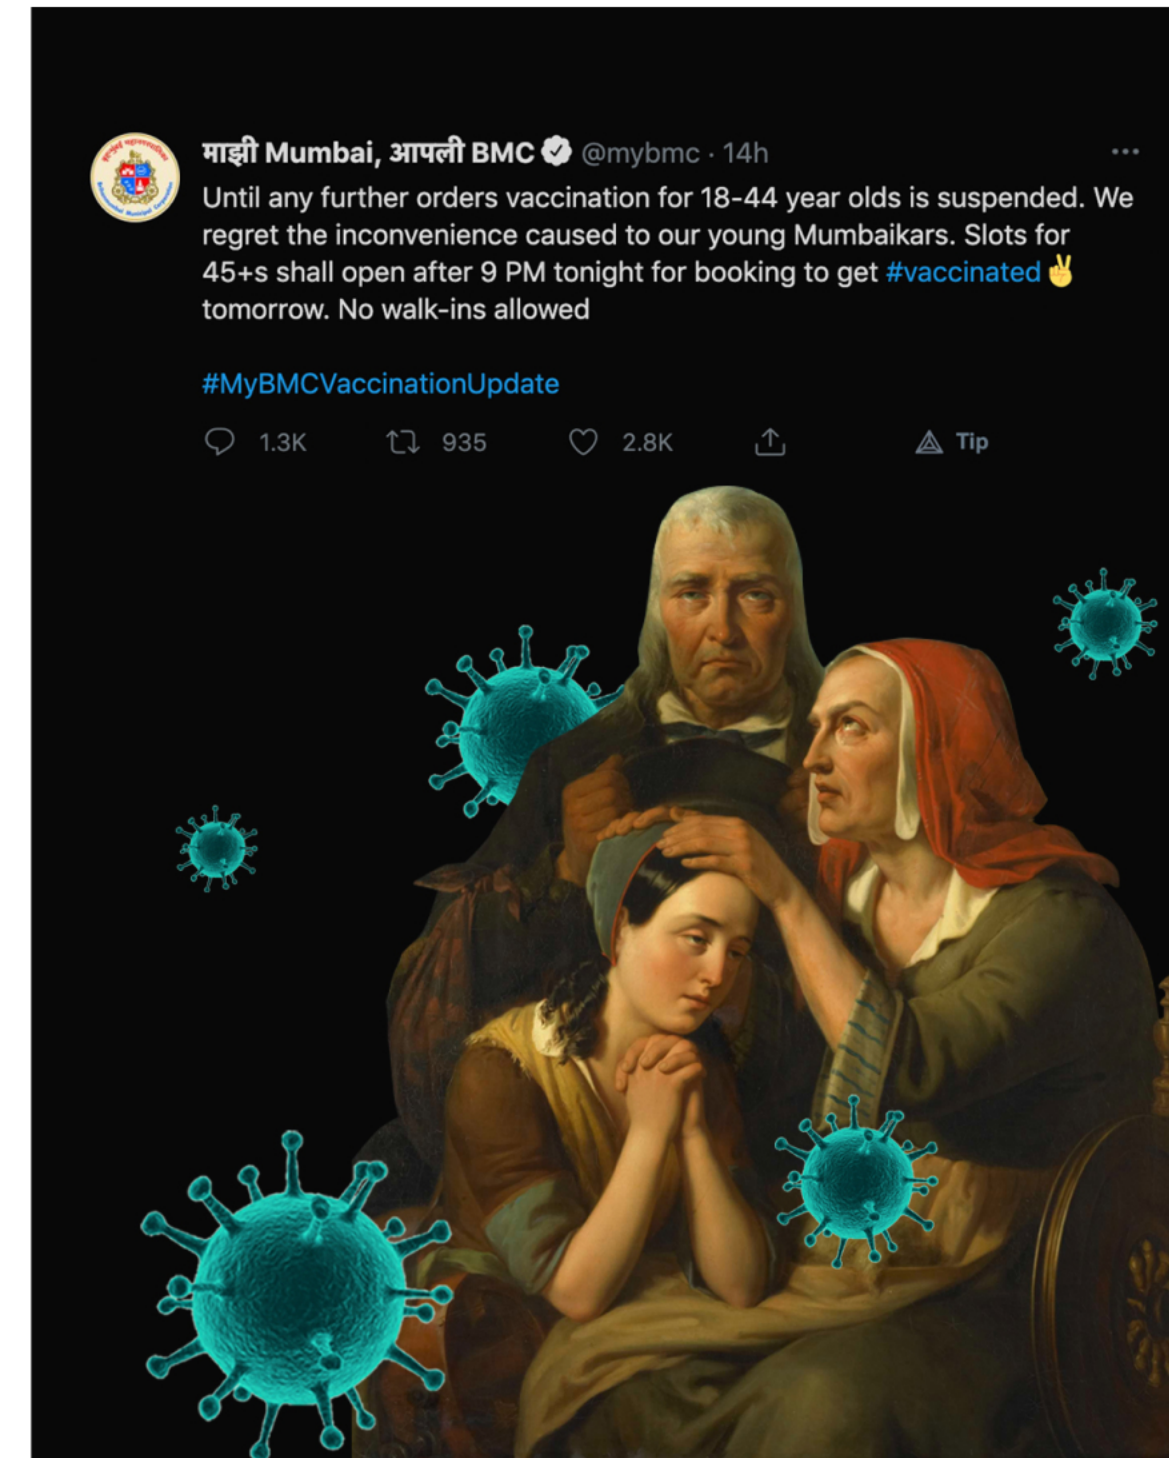 माझी Mumbai, आपली BMC @mybmc · 14h
Until any further orders vaccination for 18-44 year olds is suspended. We
regret the inconvenience caused to our young Mumbaikars. Slots for
45+s shall open after 9 PM tonight for booking to get #vaccinated✌️
tomorrow. No walk-ins allowed
#MyBMCVaccinationUpdate
1.3K 935 2.8K Tip